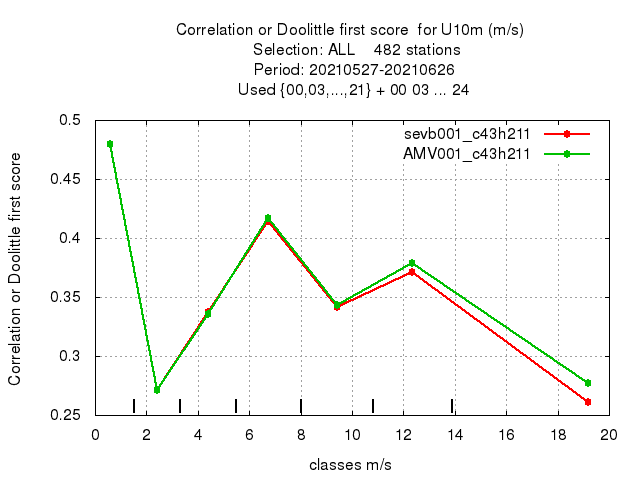 Correlation or Doolittle first score  for U10m (m/s)
Selection: ALL    482 stations
Period: 20210527-20210626
Used {00,03,...,21} + 00 03 ... 24
sevb001_c43h211
AMV001_c43h211
Correlation or Doolittle first score
0.5
0.45
0.4
0.35
0.3
0.25
0 2 4 6 8 10 12 14 16 18 20
classes m/s